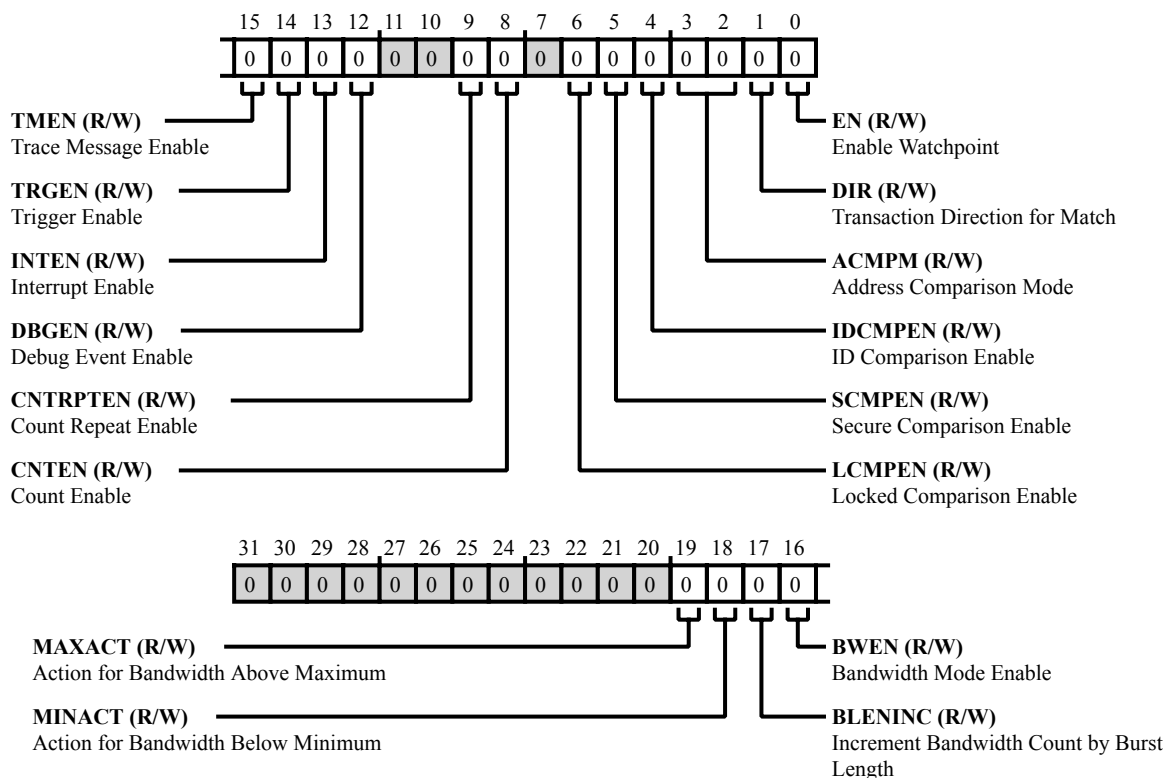 15 14 13 12 11 10 9 8 7 6 5 4 3 2 1 0
0 0 0 0 0 0 0 0 0 0 0 0 0 0 0 0
TMEN (R/W)
Trace Message Enable
TRGEN (R/W)
Trigger Enable
INTEN (R/W)
Interrupt Enable
DBGEN (R/W)
Debug Event Enable
CNTRPTEN (R/W)
Count Repeat Enable
CNTEN (R/W)
Count Enable
EN (R/W)
Enable Watchpoint
DIR (R/W)
Transaction Direction for Match
ACMPM (R/W)
Address Comparison Mode
IDCMPEN (R/W)
ID Comparison Enable
SCMPEN (R/W)
Secure Comparison Enable
LCMPEN (R/W)
Locked Comparison Enable
31 30 29 28 27 26 25 24 23 22 21 20 19 18 17 16
0 0 0 0 0 0 0 0 0 0 0 0 0 0 0 0
MAXACT (R/W)
Action for Bandwidth Above Maximum
MINACT (R/W)
Action for Bandwidth Below Minimum
BWEN (R/W)
Bandwidth Mode Enable
BLENINC (R/W)
Increment Bandwidth Count by Burst
Length